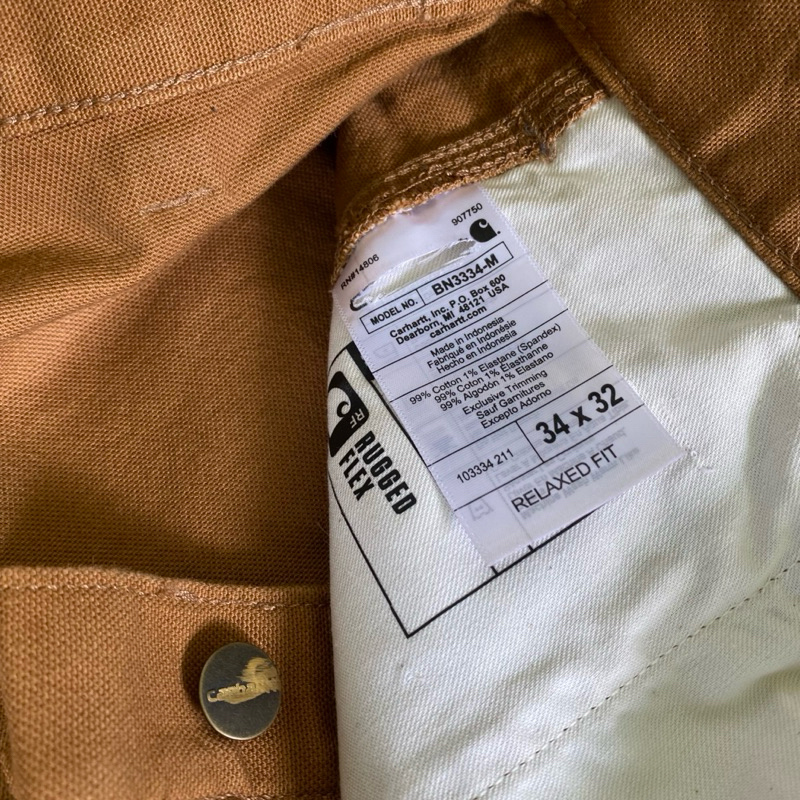 907750
RN#14806
MODEL NO. BN3334-M
Carhartt, Inc, P.O. Box 600
Dearborn, MI 48121 USA
carhartt.com
Made in Indonesia
Fabriqué en Indonésie
Hecho en Indonesia
99% Cotton 1% Elastane (Spandex)
99% Coton 1% Élasthanne
99% Algodón 1% Elastano
Exclusive Trimming
Sauf Garnitures
Excepto Adorno
103334 211
34 x 32
RELAXED FIT
RF
RUGGED
FLEX